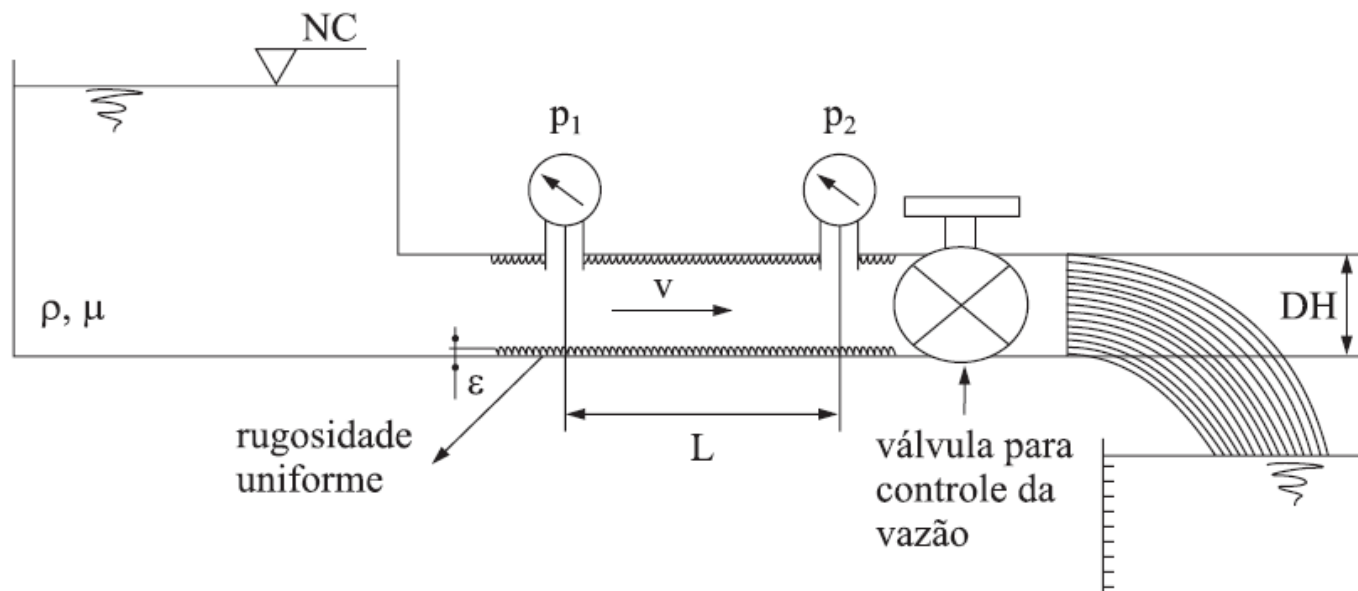 NC
p₁
p₂
v
DH
ρ, μ
ε
L
rugosidade
uniforme
válvula para
controle da
vazão